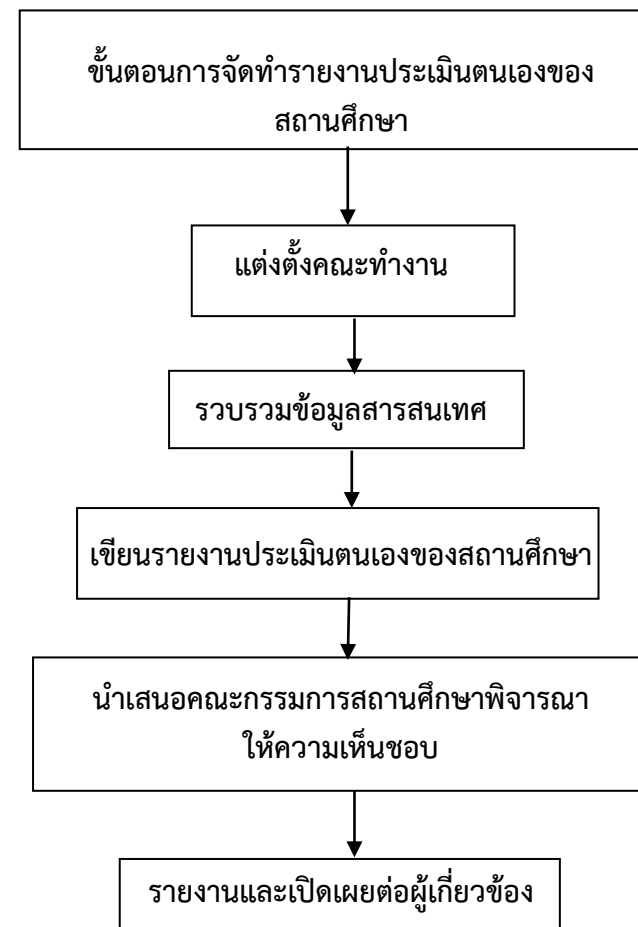 ขั้นตอนการจัดทำรายงานประเมินตนเองของ
สถานศึกษา
แต่งตั้งคณะทำงาน
รวบรวมข้อมูลสารสนเทศ
เขียนรายงานประเมินตนเองของสถานศึกษา
นำเสนอคณะกรรมการสถานศึกษาพิจารณา
ให้ความเห็นชอบ
รายงานและเปิดเผยต่อผู้เกี่ยวข้อง